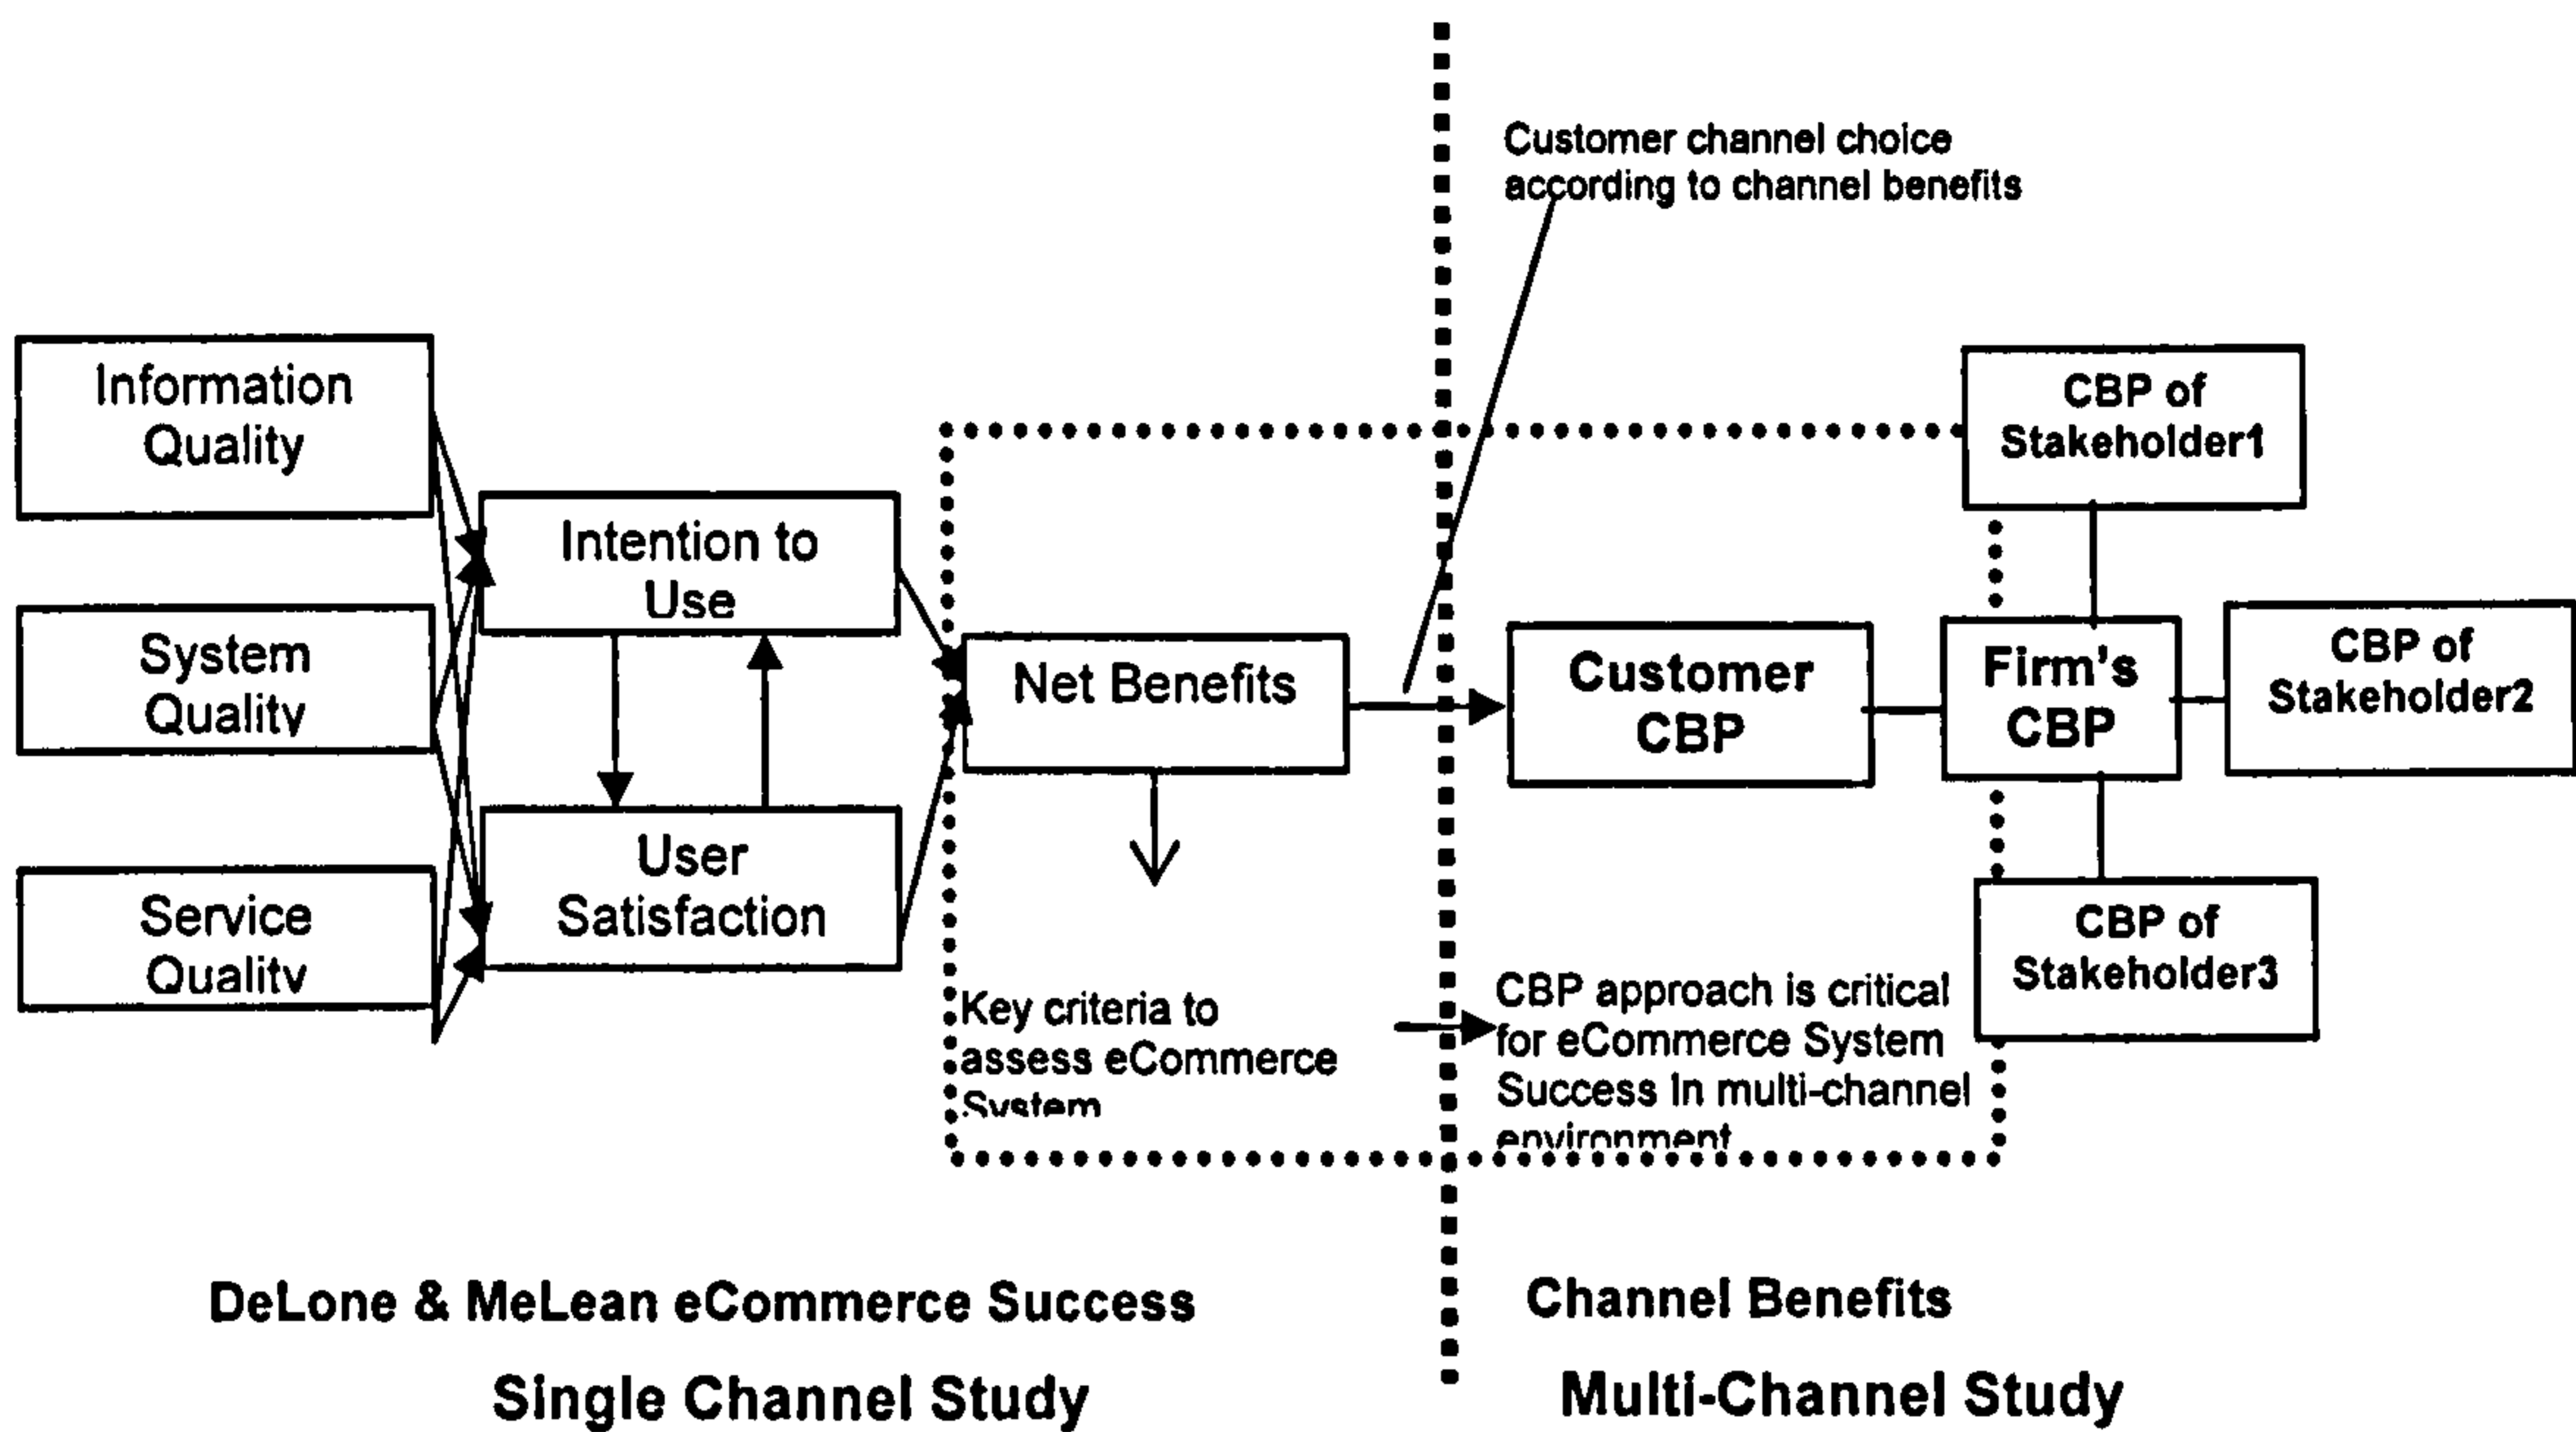 Customer channel choice
according to channel benefits
Information
Quality
System
Quality
Service
Quality
Intention to
Use
User
Satisfaction
Net Benefits
Key criteria to
assess eCommerce
System
Customer
CBP
Firm's
CBP
CBP of
Stakeholder1
CBP of
Stakeholder2
CBP of
Stakeholder3
CBP approach is critical
for eCommerce System
Success In multi-channel
environment
DeLone & MeLean eCommerce Success
Single Channel Study
Channel Benefits
Multi-Channel Study